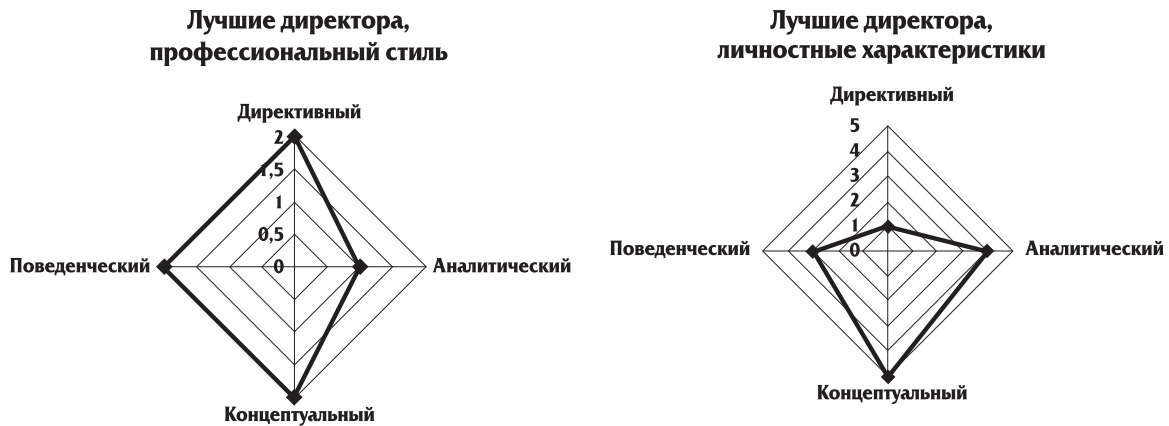 Лучшие директора,
профессиональный стиль
Директивный
2
1,5
1
0,5
0
Поведенческий
Аналитический
Концептуальный
Лучшие директора,
личностные характеристики
Директивный
5
4
3
2
1
0
Поведенческий
Аналитический
Концептуальный